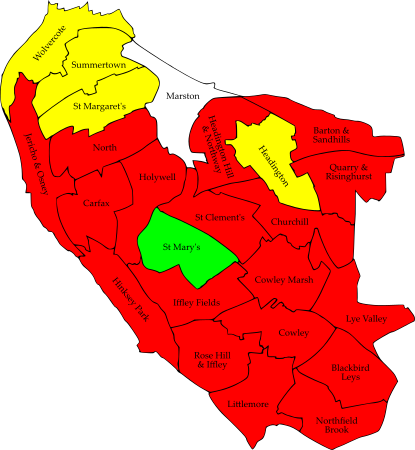 Wolvercote
Summertown
St Margaret's
Marston
Headington Hill
& Northway
Barton &
Sandhills
Jericho & Osney
North
Headington
Quarry &
Risinghurst
Holywell
Carfax
St Clement's
Churchill
St Mary's
Cowley Marsh
Hinksey Park
Iffley Fields
Lye Valley
Cowley
Rose Hill
& Iffley
Blackbird
Leys
Littlemore
Northfield
Brook